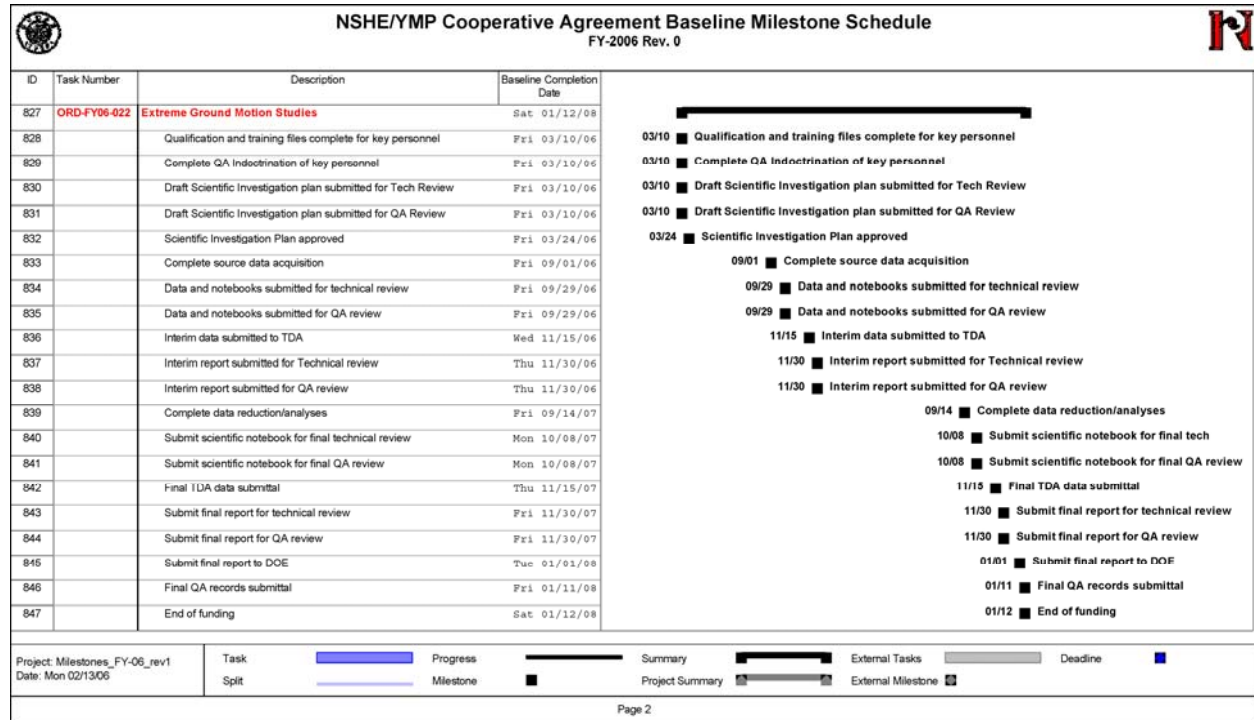 NSHE/YMP Cooperative Agreement Baseline Milestone Schedule
FY-2006 Rev. 0
ID Task Number Description Baseline Completion Date
827 ORD-FY06-022 Extreme Ground Motion Studies Sat 01/12/08
828 Qualification and training files complete for key personnel Fri 03/10/06 03/10 Qualification and training files complete for key personnel
829 Complete QA Indoctrination of key personnel Fri 03/10/06 03/10 Complete QA Indoctrination of key personnel
830 Draft Scientific Investigation plan submitted for Tech Review Fri 03/10/06 03/10 Draft Scientific Investigation plan submitted for Tech Review
831 Draft Scientific Investigation plan submitted for QA Review Fri 03/10/06 03/10 Draft Scientific Investigation plan submitted for QA Review
832 Scientific Investigation Plan approved Fri 03/24/06 03/24 Scientific Investigation Plan approved
833 Complete source data acquisition Fri 09/01/06 09/01 Complete source data acquisition
834 Data and notebooks submitted for technical review Fri 09/29/06 09/29 Data and notebooks submitted for technical review
835 Data and notebooks submitted for QA review Fri 09/29/06 09/29 Data and notebooks submitted for QA review
836 Interim data submitted to TDA Wed 11/15/06 11/15 Interim data submitted to TDA
837 Interim report submitted for Technical review Thu 11/30/06 11/30 Interim report submitted for Technical review
838 Interim report submitted for QA review Thu 11/30/06 11/30 Interim report submitted for QA review
839 Complete data reduction/analyses Fri 09/14/07 09/14 Complete data reduction/analyses
840 Submit scientific notebook for final technical review Mon 10/08/07 10/08 Submit scientific notebook for final tech
841 Submit scientific notebook for final QA review Mon 10/08/07 10/08 Submit scientific notebook for final QA review
842 Final TDA data submittal Thu 11/15/07 11/15 Final TDA data submittal
843 Submit final report for technical review Fri 11/30/07 11/30 Submit final report for technical review
844 Submit final report for QA review Fri 11/30/07 11/30 Submit final report for QA review
845 Submit final report to DOE Tue 01/01/08 01/01 Submit final report to DOE
846 Final QA records submittal Fri 01/11/08 01/11 Final QA records submittal
847 End of funding Sat 01/12/08 01/12 End of funding
Project: Milestones_FY-06_rev1
Date: Mon 02/13/06
Task Progress Summary External Tasks Deadline
Split Milestone Project Summary External Milestone
Page 2